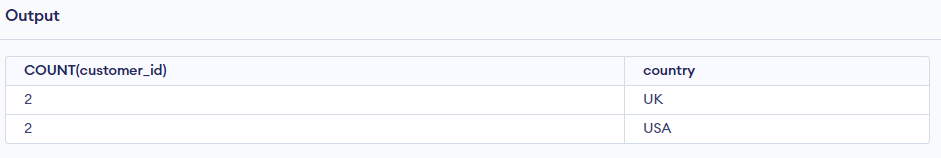 Output
COUNT(customer_id) country
2 UK
2 USA